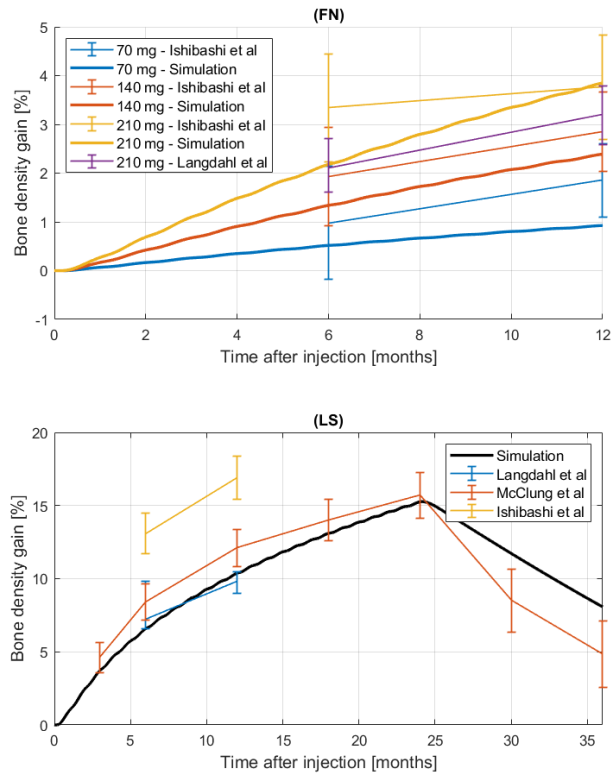 (FN)
Bone density gain [%]
5
4
3
2
1
0
-1
70 mg - Ishibashi et al
70 mg - Simulation
140 mg - Ishibashi et al
140 mg - Simulation
210 mg - Ishibashi et al
210 mg - Simulation
210 mg - Langdahl et al
0 2 4 6 8 10 12
Time after injection [months]
(LS)
Bone density gain [%]
20
15
10
5
0
Simulation
Langdahl et al
McClung et al
Ishibashi et al
0 5 10 15 20 25 30 35
Time after injection [months]